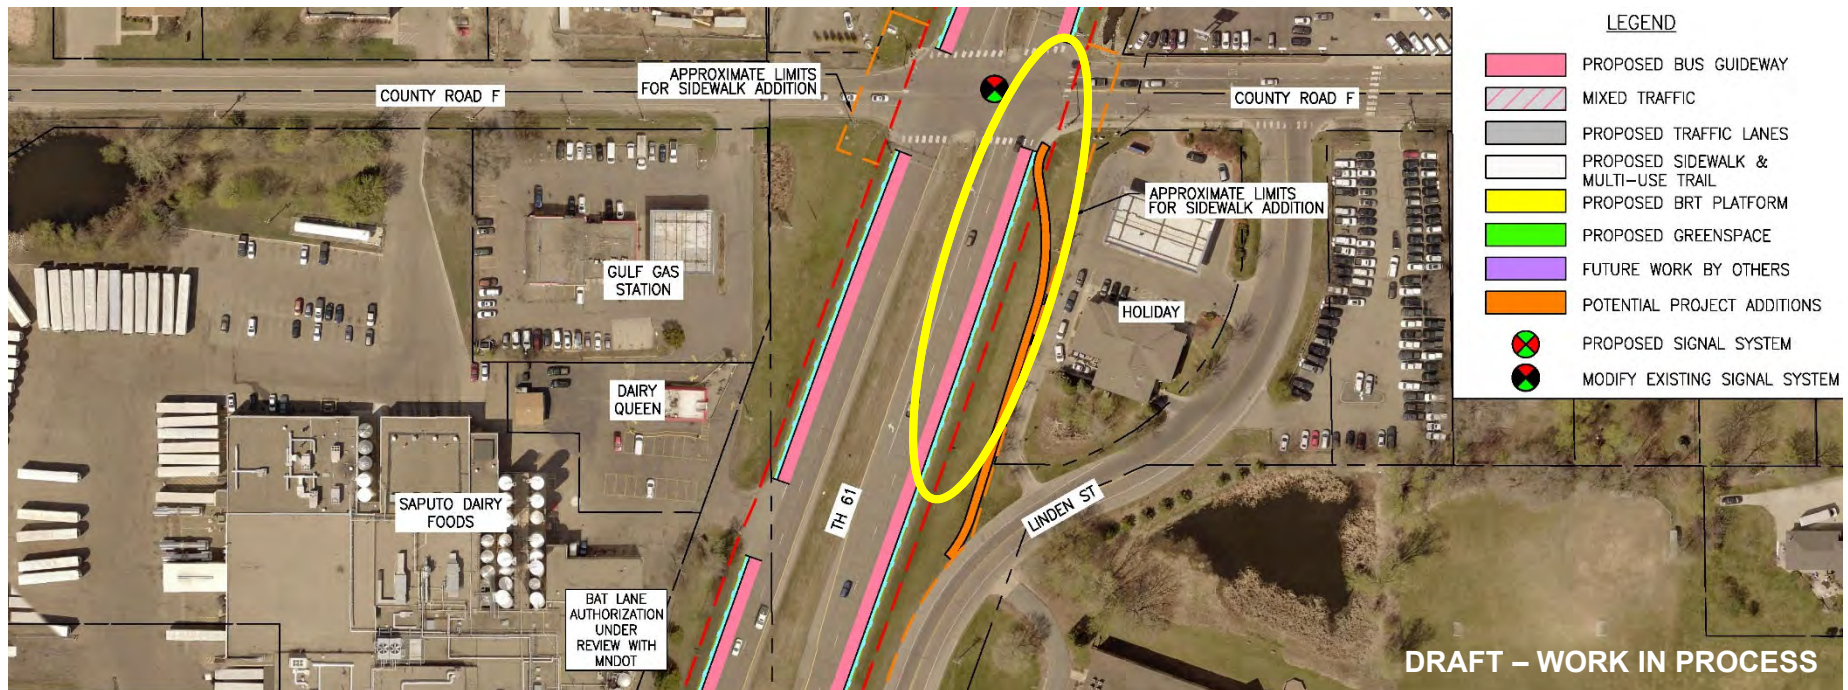 APPROXIMATE LIMITS
FOR SIDEWALK ADDITION
COUNTY ROAD F
COUNTY ROAD F
APPROXIMATE LIMITS
FOR SIDEWALK ADDITION
GULF GAS
STATION
HOLIDAY
DAIRY
QUEEN
SAPUTO DAIRY
FOODS
TH 61
LINDEN ST
BAT LANE
AUTHORIZATION
UNDER
REVIEW WITH
MNDOT
LEGEND
PROPOSED BUS GUIDEWAY
MIXED TRAFFIC
PROPOSED TRAFFIC LANES
PROPOSED SIDEWALK &
MULTI-USE TRAIL
PROPOSED BRT PLATFORM
PROPOSED GREENSPACE
FUTURE WORK BY OTHERS
POTENTIAL PROJECT ADDITIONS
PROPOSED SIGNAL SYSTEM
MODIFY EXISTING SIGNAL SYSTEM
DRAFT – WORK IN PROCESS